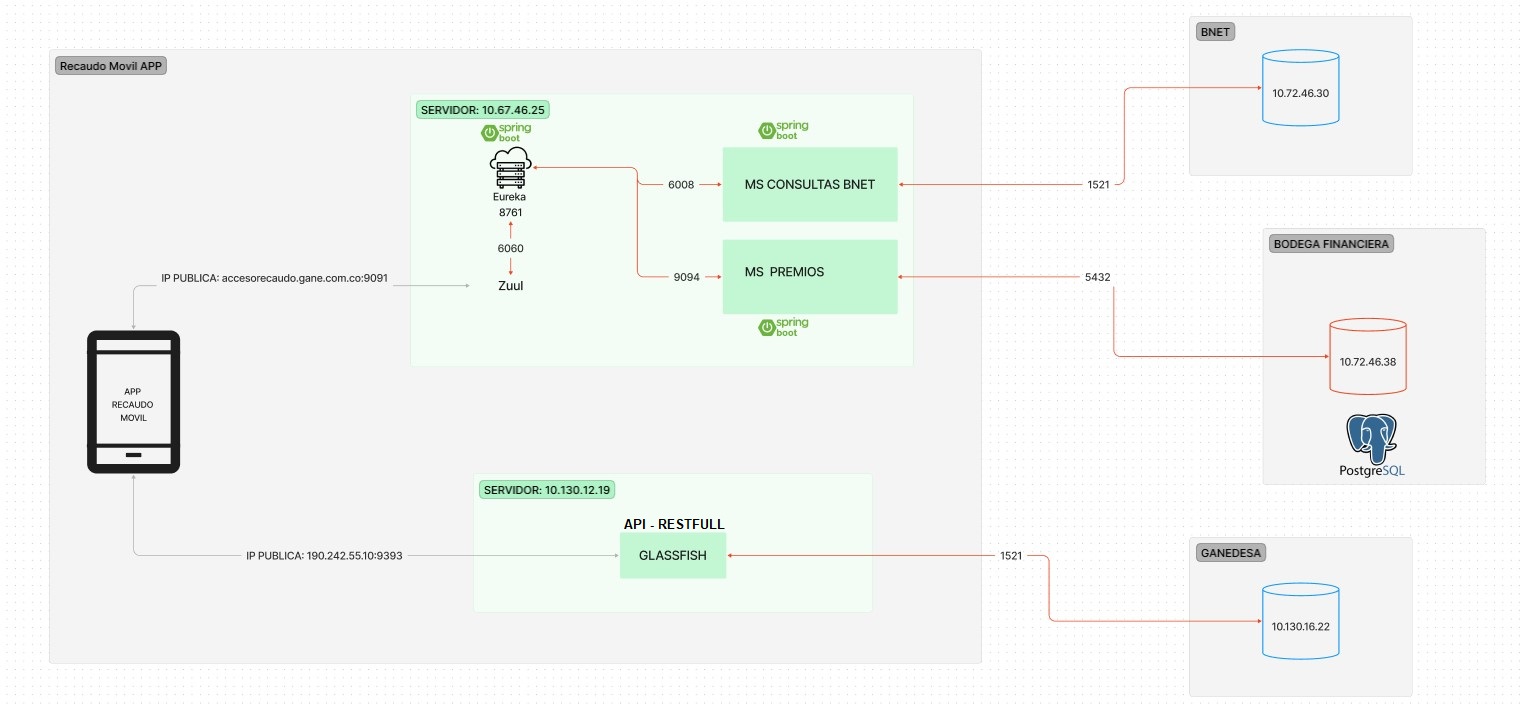 Recaudo Movil APP
SERVIDOR: 10.67.46.25
spring
boot
Eureka
8761
6060
Zuul
spring
boot
6008
MS CONSULTAS BNET
9094
MS PREMIOS
spring
boot
1521
BNET
10.72.46.30
5432
BODEGA FINANCIERA
10.72.46.38
PostgreSQL
IP PUBLICA: accesorecaudo.gane.com.co:9091
APP
RECAUDO
MOVIL
IP PUBLICA: 190.242.55.10:9393
SERVIDOR: 10.130.12.19
API - RESTFULL
GLASSFISH
1521
GANEDESA
10.130.16.22